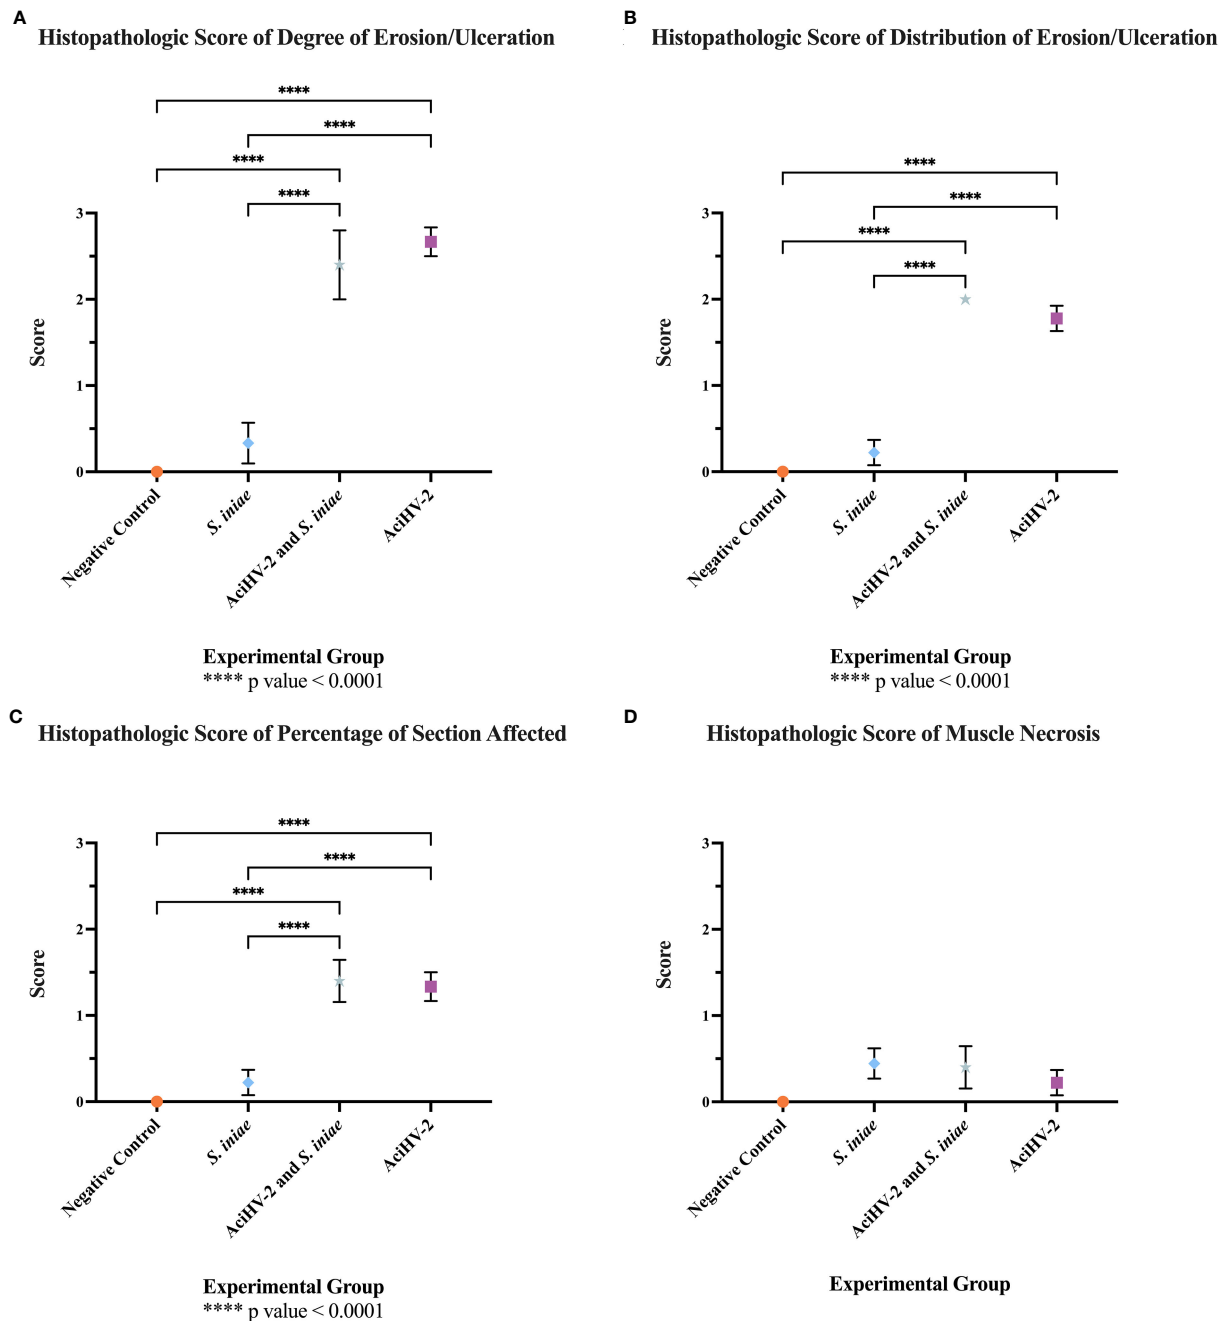 A
Histopathologic Score of Degree of Erosion/Ulceration
****
****
****
****
3
2
1
0
Score
Negative Control
S. iniae
AciHV-2 and S. iniae
AciHV-2
Experimental Group
**** p value < 0.0001
B
Histopathologic Score of Distribution of Erosion/Ulceration
****
****
****
****
3
2
1
0
Score
Negative Control
S. iniae
AciHV-2 and S. iniae
AciHV-2
Experimental Group
**** p value < 0.0001
C
Histopathologic Score of Percentage of Section Affected
****
****
****
****
3
2
1
0
Score
Negative Control
S. iniae
AciHV-2 and S. iniae
AciHV-2
Experimental Group
**** p value < 0.0001
D
Histopathologic Score of Muscle Necrosis
3
2
1
0
Score
Negative Control
S. iniae
AciHV-2 and S. iniae
AciHV-2
Experimental Group